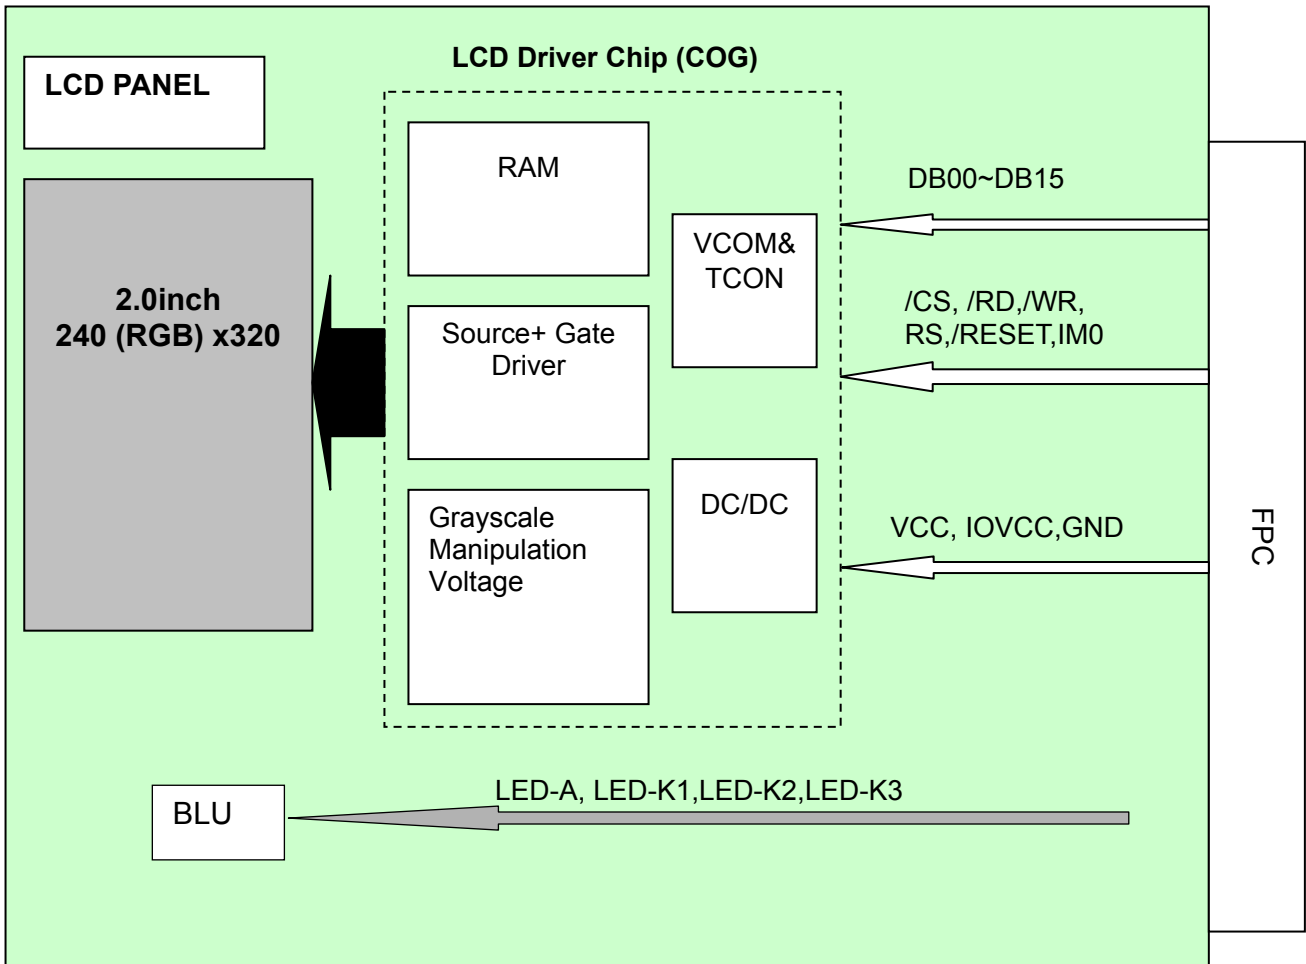 LCD Driver Chip (COG)
LCD PANEL
2.0inch
240 (RGB) x320
RAM
Source+ Gate
Driver
Grayscale
Manipulation
Voltage
VCOM&
TCON
DC/DC
DB00~DB15
/CS, /RD,/WR,
RS,/RESET,IM0
VCC, IOVCC,GND
FPC
BLU
LED-A, LED-K1,LED-K2,LED-K3